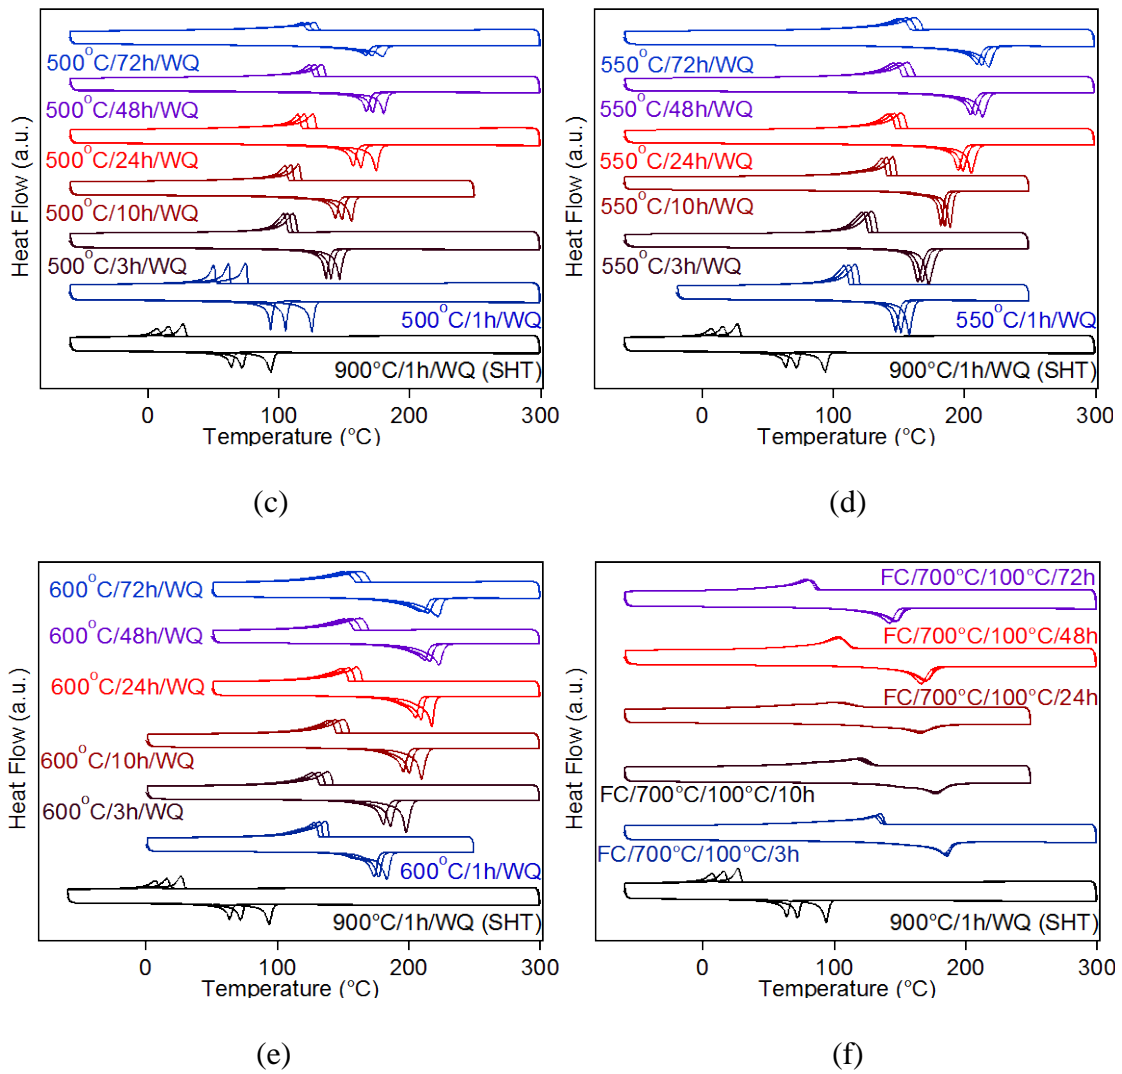 Heat Flow (a.u.)
500°C/72h/WQ
500°C/48h/WQ
500°C/24h/WQ
500°C/10h/WQ
500°C/3h/WQ
500°C/1h/WQ
900°C/1h/WQ (SHT)
0 100 200 300
Temperature (°C)
(c)
Heat Flow (a.u.)
550°C/72h/WQ
550°C/48h/WQ
550°C/24h/WQ
550°C/10h/WQ
550°C/3h/WQ
550°C/1h/WQ
900°C/1h/WQ (SHT)
0 100 200 300
Temperature (°C)
(d)
Heat Flow (a.u.)
600°C/72h/WQ
600°C/48h/WQ
600°C/24h/WQ
600°C/10h/WQ
600°C/3h/WQ
600°C/1h/WQ
900°C/1h/WQ (SHT)
0 100 200 300
Temperature (°C)
(e)
Heat Flow (a.u.)
FC/700°C/100°C/72h
FC/700°C/100°C/48h
FC/700°C/100°C/24h
FC/700°C/100°C/10h
FC/700°C/100°C/3h
900°C/1h/WQ (SHT)
0 100 200 300
Temperature (°C)
(f)